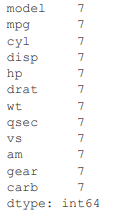 model 7
mpg 7
cyl 7
disp 7
hp 7
drat 7
wt 7
qsec 7
vs 7
am 7
gear 7
carb 7
dtype: int64